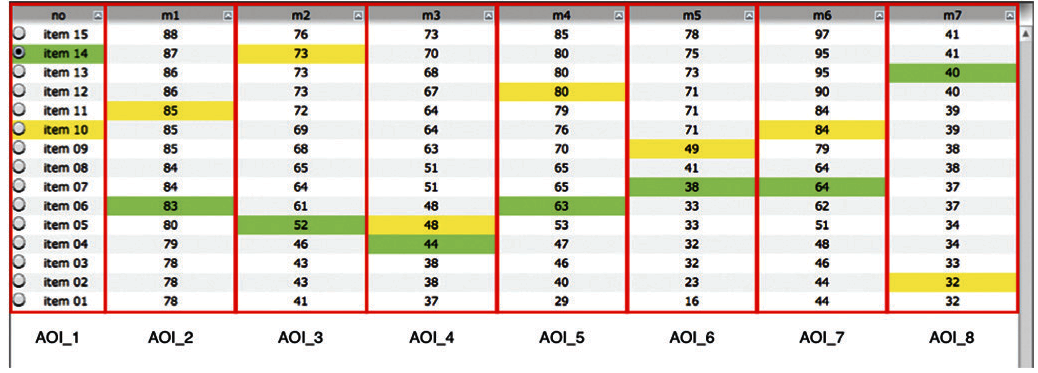 no m1 m2 m3 m4 m5 m6 m7
item 15 88 76 73 85 78 97 41
item 14 87 73 70 80 75 95 41
item 13 86 73 68 80 73 95 40
item 12 86 73 67 80 71 90 40
item 11 85 72 64 79 71 84 39
item 10 85 69 64 76 71 84 39
item 09 85 68 63 70 49 79 38
item 08 84 65 51 65 41 64 38
item 07 84 64 51 65 38 64 37
item 06 83 61 48 63 33 62 37
item 05 80 52 48 53 33 51 34
item 04 79 46 44 47 32 48 34
item 03 78 43 38 46 32 46 33
item 02 78 43 38 40 23 44 32
item 01 78 41 37 29 16 44 32
AOI_1 AOI_2 AOI_3 AOI_4 AOI_5 AOI_6 AOI_7 AOI_8